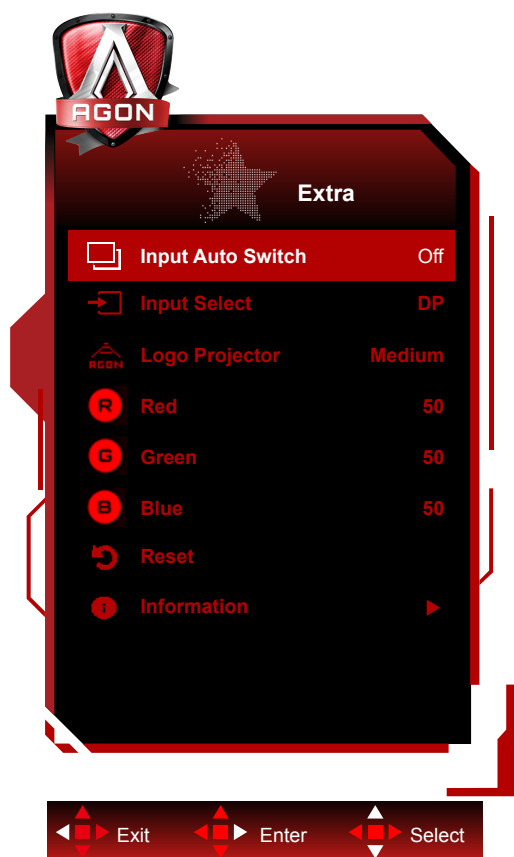 AGON
Extra
Input Auto Switch Off
Input Select DP
AGON Logo Projector Medium
R Red 50
G Green 50
B Blue 50
Reset
i Information
Exit Enter Select